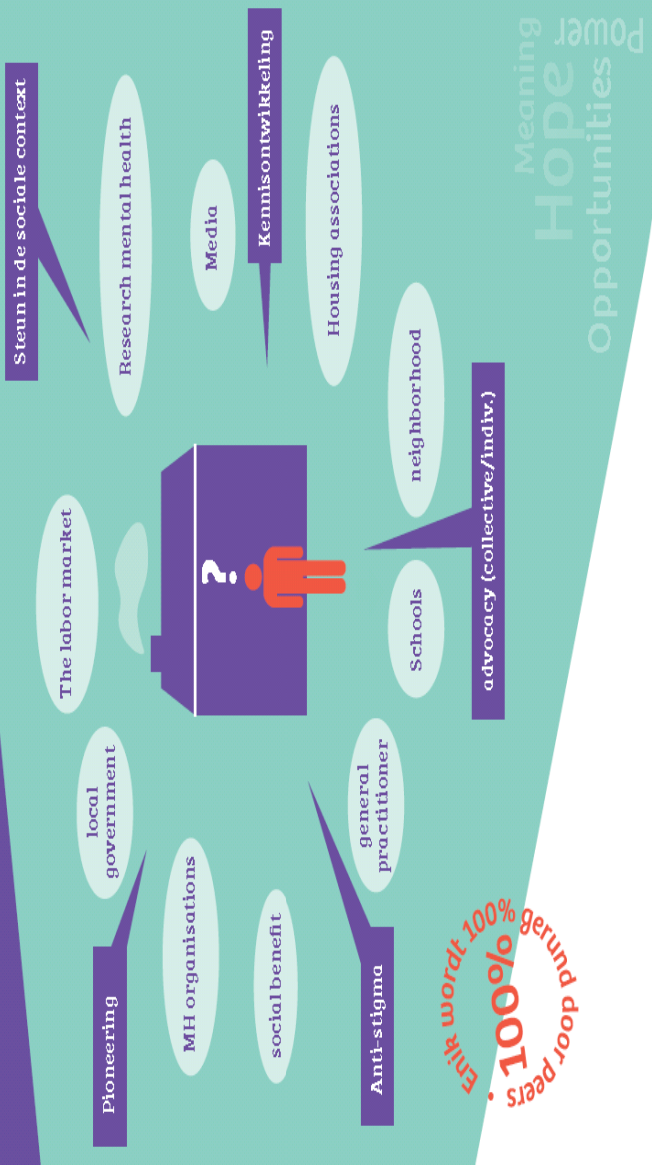 Pioneering
local
government
The labor market
Research mental health
Steun in de sociale context
MH organisations
social benefit
Media
Kennisontwikkeling
?
Anti-stigma
general
practitioner
Schools
neighborhood
Housing associations
advocacy (collective/indiv.)
Enik wordt 100% gerund door peers •
100%
Meaning
Hope
Opportunities
Power